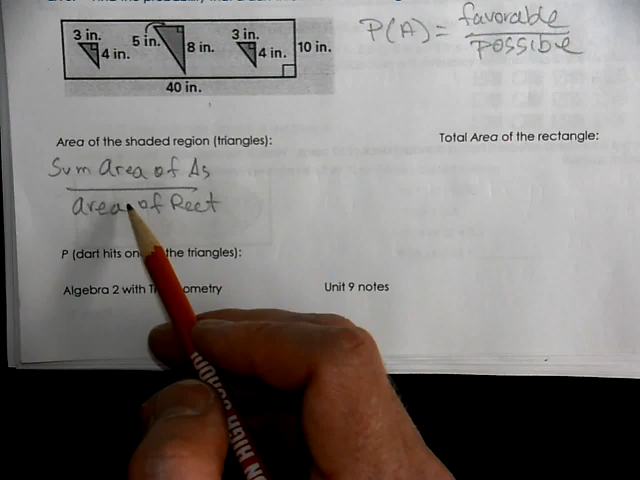 P(A) = favorable
possible
3 in.
4 in.
5 in.
8 in.
3 in.
4 in.
10 in.
40 in.
Area of the shaded region (triangles):
Total Area of the rectangle:
Sum area of Δs
area of Rect
P (dart hits the triangles):
Algebra 2 with
Unit 9 notes